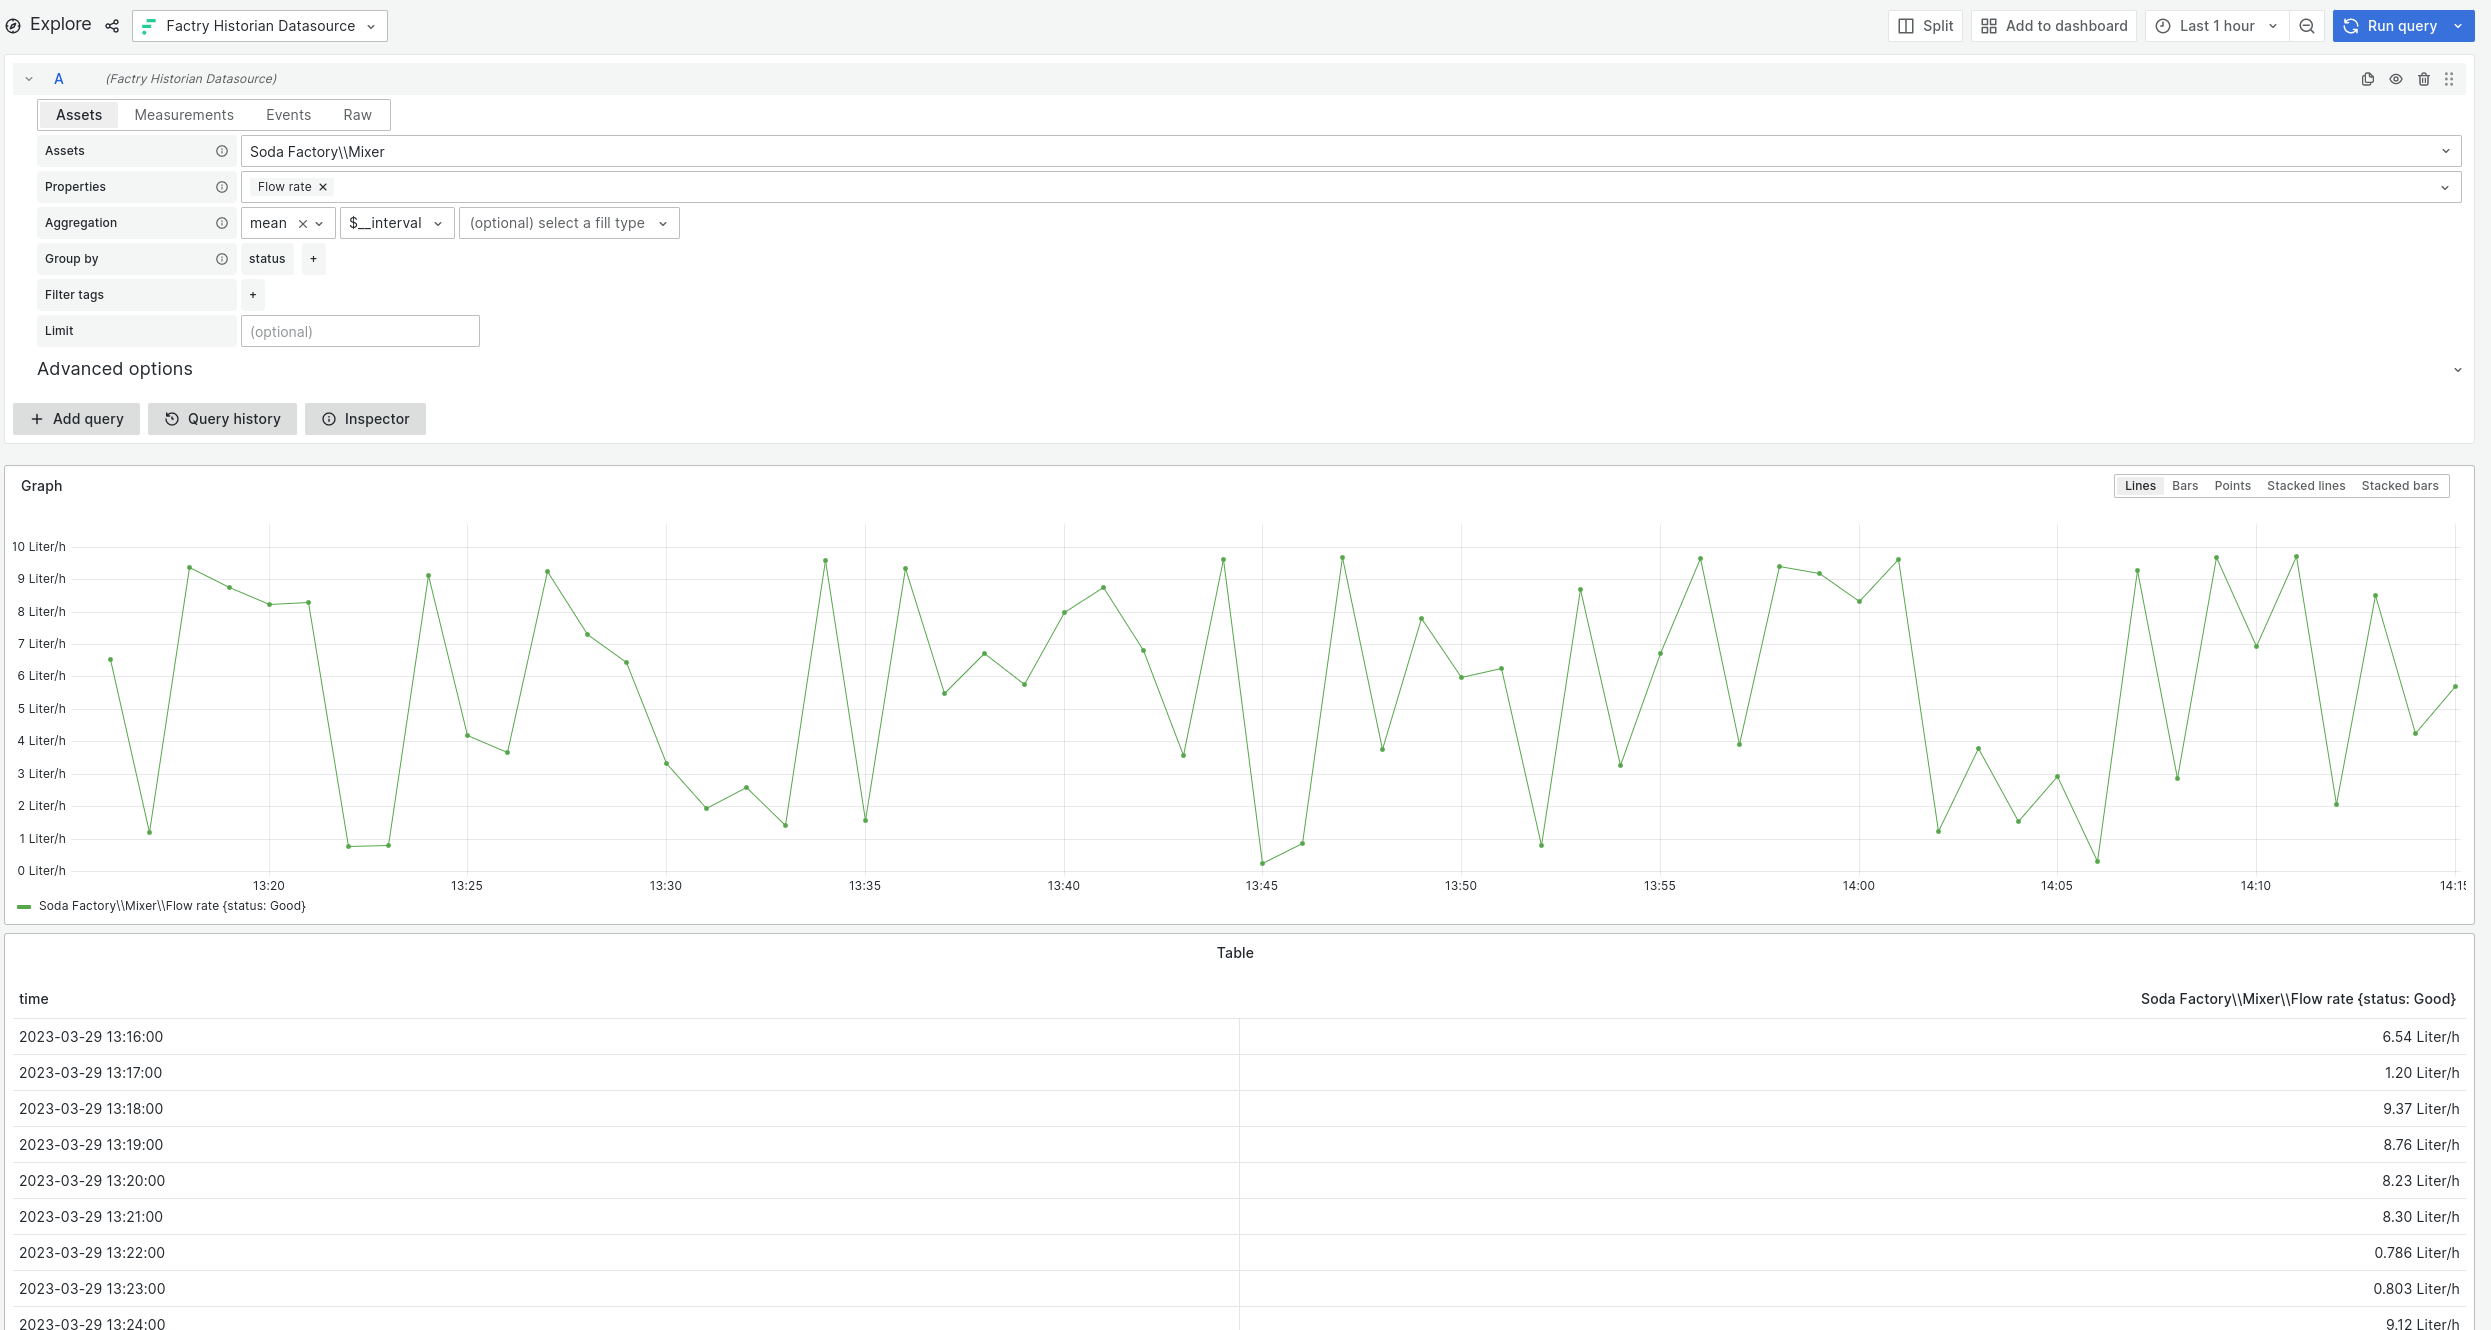 Explore Factry Historian Datasource Split Add to dashboard Last 1 hour Run query
A (Factry Historian Datasource)
Assets Measurements Events Raw
Assets Soda Factory\\Mixer
Properties Flow rate
Aggregation mean $__interval (optional) select a fill type
Group by status +
Filter tags +
Limit (optional)
Advanced options
Add query Query history Inspector
Graph Lines Bars Points Stacked lines Stacked bars
10 Liter/h
9 Liter/h
8 Liter/h
7 Liter/h
6 Liter/h
5 Liter/h
4 Liter/h
3 Liter/h
2 Liter/h
1 Liter/h
0 Liter/h
13:20 13:25 13:30 13:35 13:40 13:45 13:50 13:55 14:00 14:05 14:10 14:15
Soda Factory\\Mixer\\Flow rate {status: Good}
Table
time Soda Factory\\Mixer\\Flow rate {status: Good}
2023-03-29 13:16:00 6.54 Liter/h
2023-03-29 13:17:00 1.20 Liter/h
2023-03-29 13:18:00 9.37 Liter/h
2023-03-29 13:19:00 8.76 Liter/h
2023-03-29 13:20:00 8.23 Liter/h
2023-03-29 13:21:00 8.30 Liter/h
2023-03-29 13:22:00 0.786 Liter/h
2023-03-29 13:23:00 0.803 Liter/h
2023-03-29 13:24:00 9.12 Liter/h